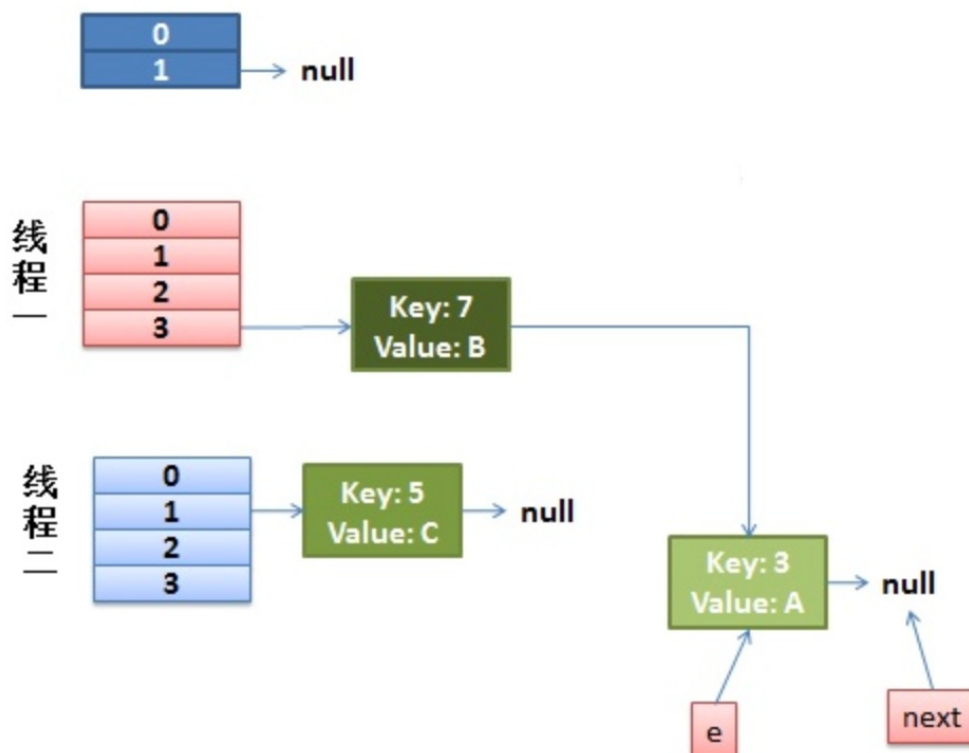 0
1
null
线程一
0
1
2
3
Key: 7
Value: B
线程二
0
1
2
3
Key: 5
Value: C
null
Key: 3
Value: A
null
e
next